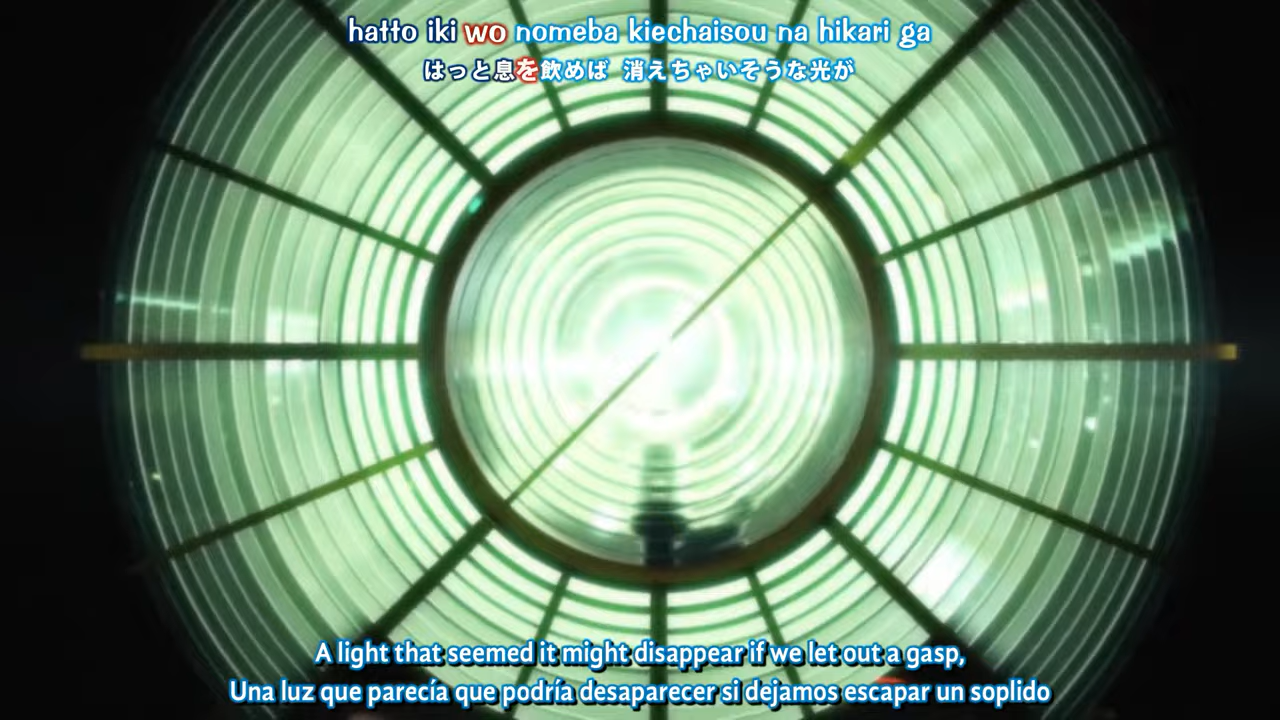 hatto iki wo nomeba kiechaisou na hikari ga
はっと息を飲めば 消えちゃいそうな光が
A light that seemed it might disappear if we let out a gasp,
Una luz que parecía que podría desaparecer si dejamos escapar un soplido